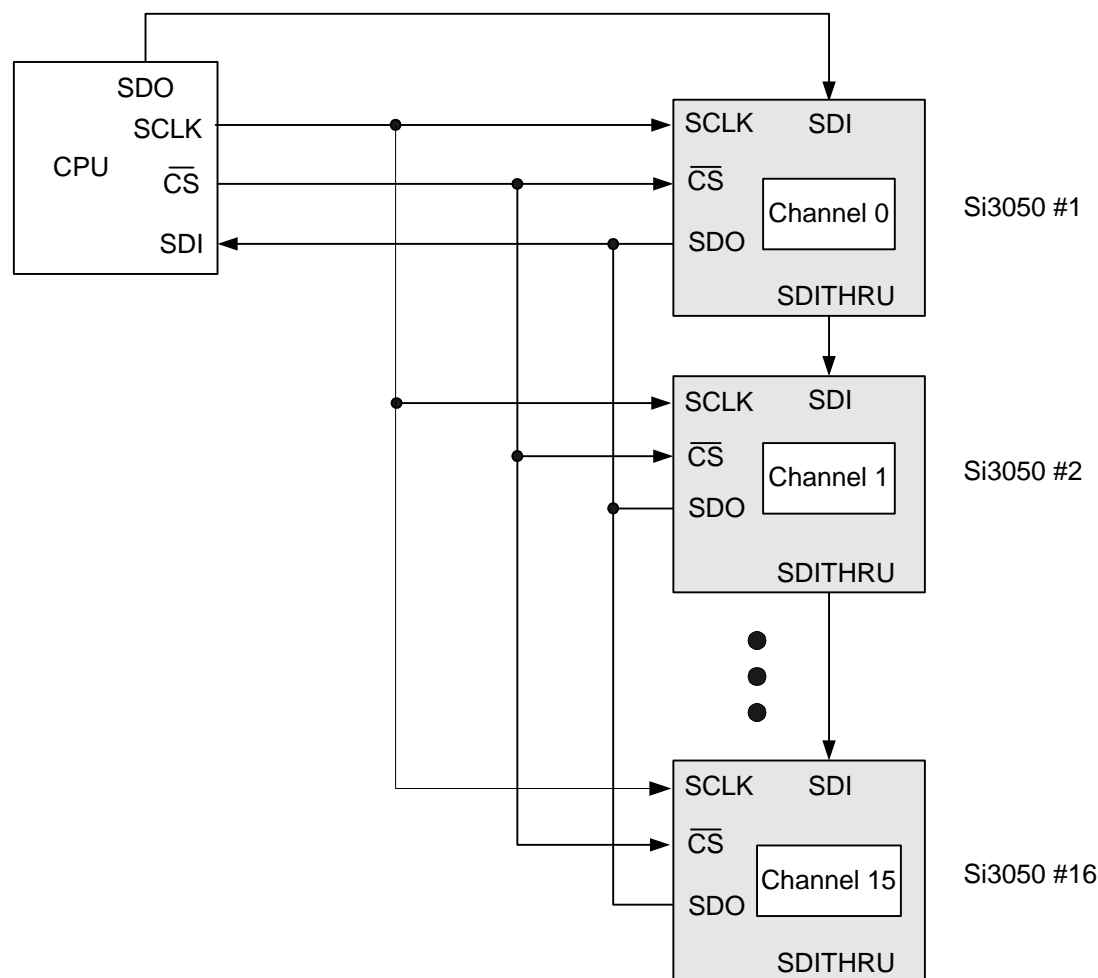 SDO
SCLK
CPU
CS
SDI
SCLK SDI
CS
Channel 0
SDO
SDITHRU
Si3050 #1
SCLK SDI
CS
Channel 1
SDO
SDITHRU
Si3050 #2
SCLK SDI
CS
Channel 15
SDO
SDITHRU
Si3050 #16